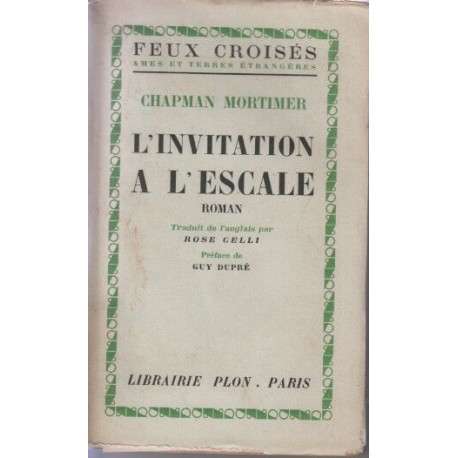 FEUX CROISÉS
AMES ET TERRES ÉTRANGÈRES
CHAPMAN MORTIMER
L'INVITATION
A L'ESCALE
ROMAN
Traduit de l'anglais par
ROSE CELLI
Préface de
GUY DUPRÉ
LIBRAIRIE PLON. PARIS